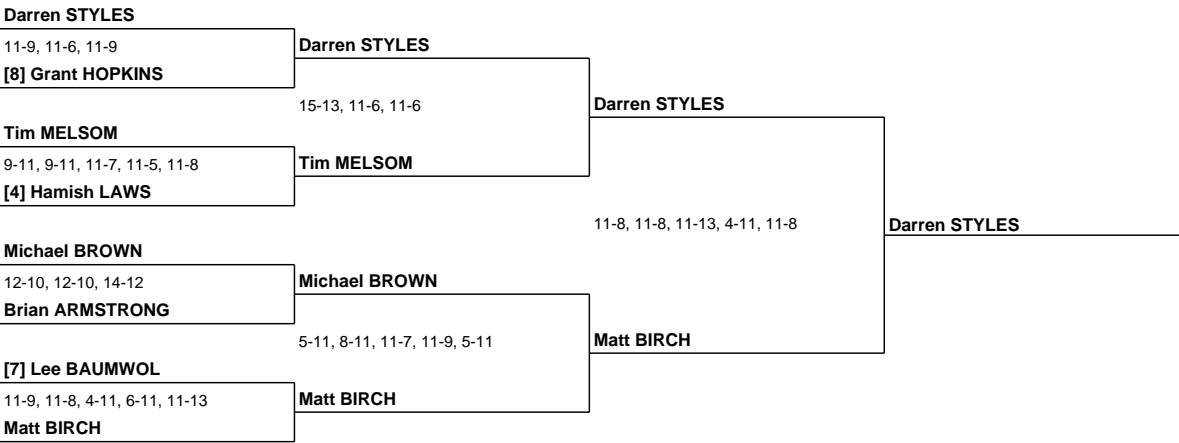 Darren STYLES
11-9, 11-6, 11-9
[8] Grant HOPKINS
Darren STYLES
15-13, 11-6, 11-6
Tim MELSOM
9-11, 9-11, 11-7, 11-5, 11-8
[4] Hamish LAWS
Tim MELSOM
Darren STYLES
11-8, 11-8, 11-13, 4-11, 11-8
Darren STYLES
Michael BROWN
12-10, 12-10, 14-12
Brian ARMSTRONG
Michael BROWN
5-11, 8-11, 11-7, 11-9, 5-11
Matt BIRCH
[7] Lee BAUMWOL
11-9, 11-8, 4-11, 6-11, 11-13
Matt BIRCH
Matt BIRCH